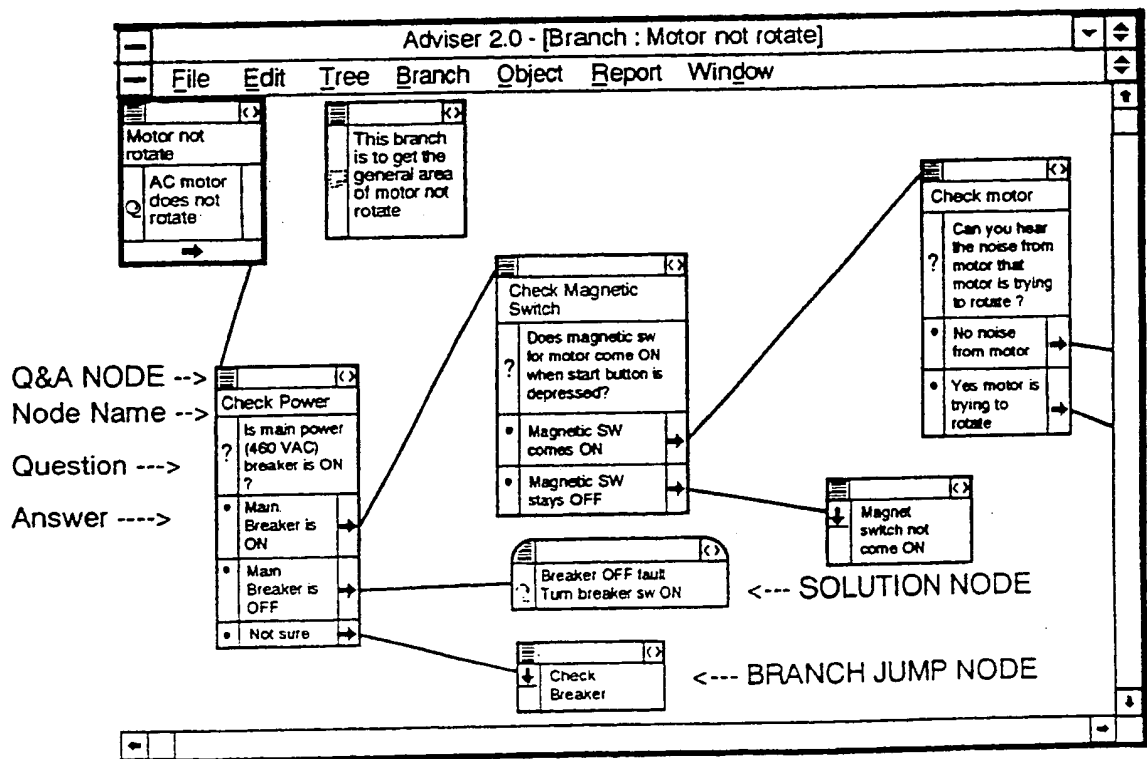 Adviser 2.0 - [Branch : Motor not rotate]
File Edit Tree Branch Object Report Window
Motor not
rotate
AC motor
does not
rotate
This branch
is to get the
general area
of motor not
rotate
Check motor
? Can you hear
the noise from
motor that
motor is trying
to rotate ?
• No noise
from motor
• Yes motor is
trying to
rotate
Check Magnetic
Switch
? Does magnetic sw
for motor come ON
when start button is
depressed?
• Magnetic SW
comes ON
• Magnetic SW
stays OFF
Q&A NODE -->
Node Name -->
Question --->
Answer ---->
Check Power
? Is main power
(460 VAC)
breaker is ON
?
• Main.
Breaker is
ON
• Main
Breaker is
OFF
• Not sure
Magnet
switch not
come ON
Breaker OFF fault
Turn breaker sw ON
<--- SOLUTION NODE
Check
Breaker
<--- BRANCH JUMP NODE